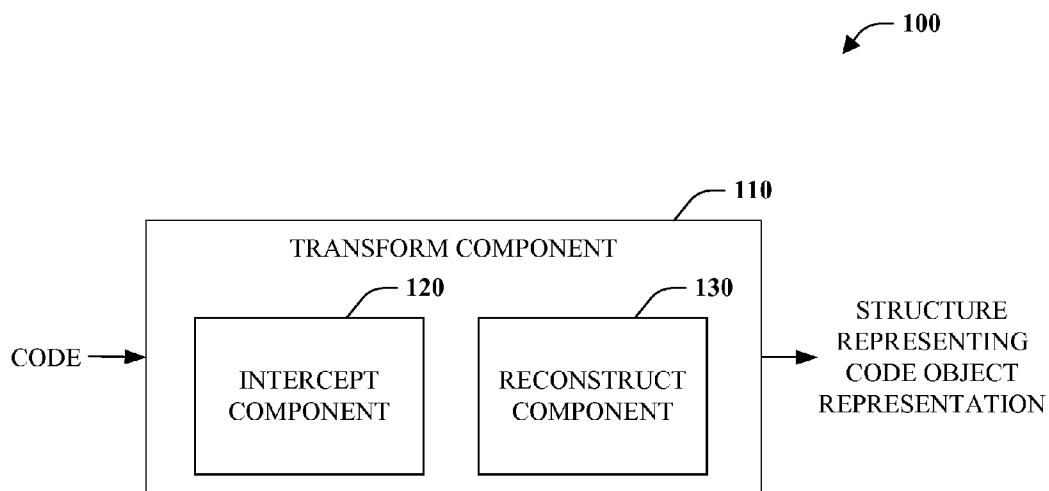 100
110
TRANSFORM COMPONENT
120
130
CODE
INTERCEPT
COMPONENT
RECONSTRUCT
COMPONENT
STRUCTURE
REPRESENTING
CODE OBJECT
REPRESENTATION